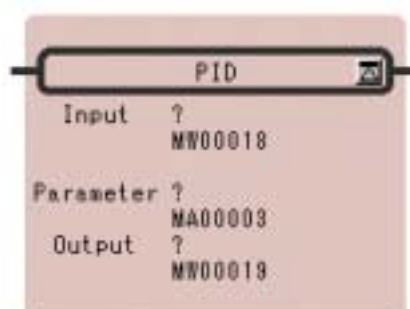 PID
Input ?
MW00018
Parameter ?
MA00003
Output ?
MW00019